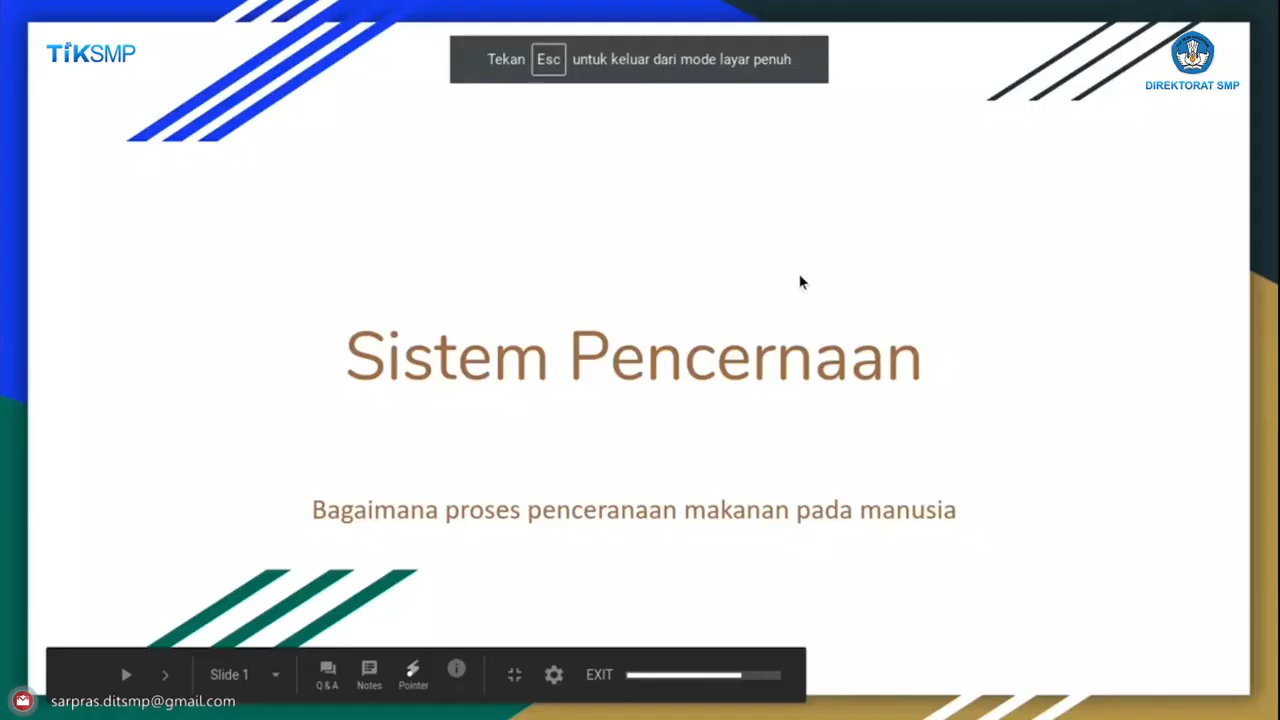 TiKSMP
Tekan Esc untuk keluar dari mode layar penuh
DIREKTORAT SMP
Sistem Pencernaan
Bagaimana proses penceranaan makanan pada manusia
Slide 1
Q & A
Notes
Pointer
EXIT
sarpras.ditsmp@gmail.com